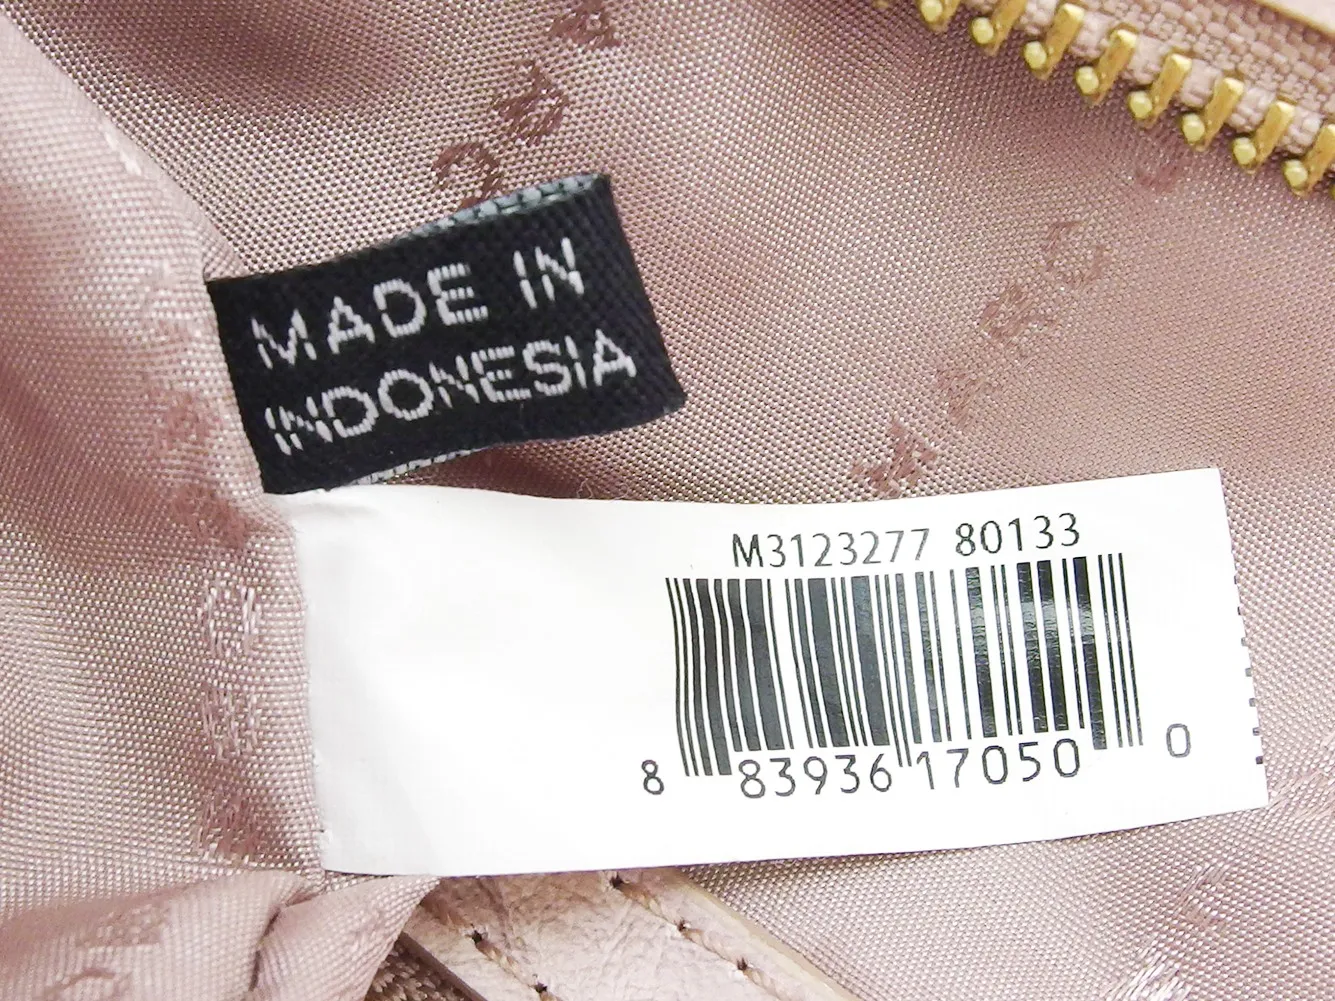 MADE IN
INDONESIA
M3123277 80133
8 83936 17050 0